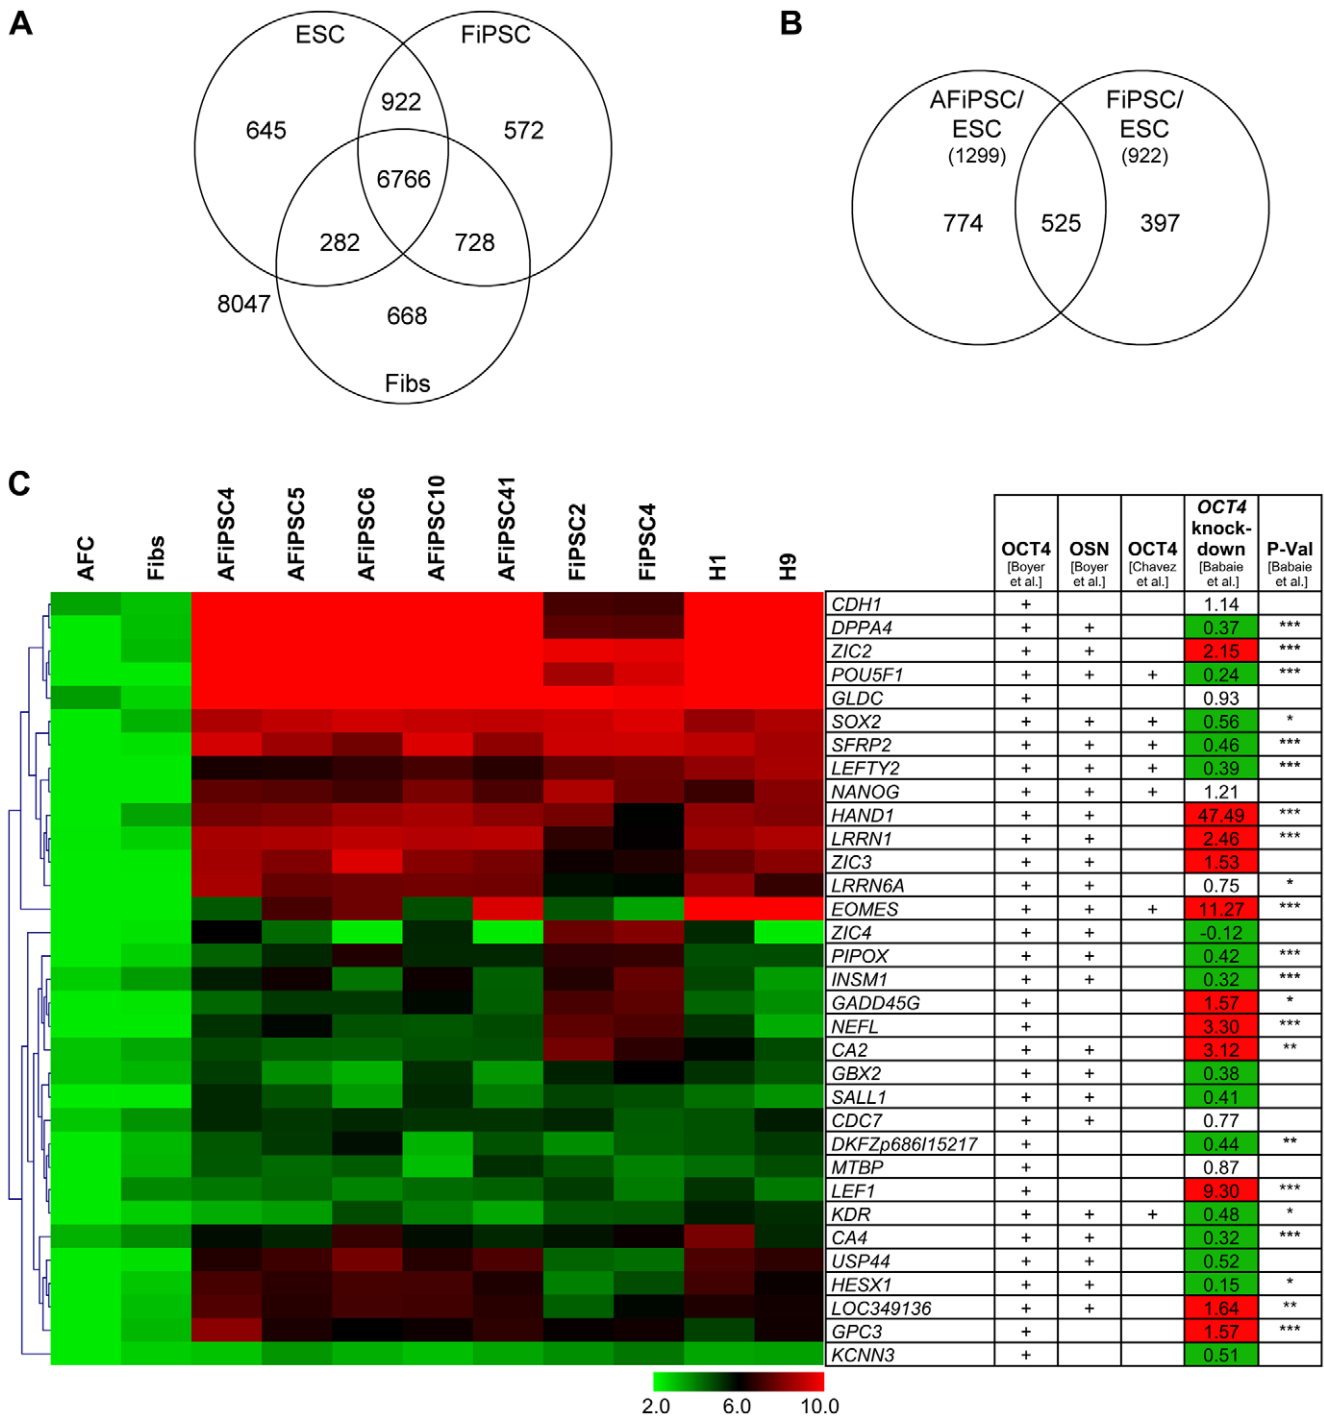 A
ESC
FiPSC
922
645
572
6766
282
728
8047
668
Fibs
B
AFiPSC/
ESC
(1299)
FiPSC/
ESC
(922)
774
525
397
C
AFC
Fibs
AFiPSC4
AFiPSC5
AFiPSC6
AFiPSC10
AFiPSC41
FiPSC2
FiPSC4
H1
H9
OCT4
[Boyer
et al.]
OSN
[Boyer
et al.]
OCT4
[Chavez
et al.]
OCT4
knock-
down
[Babaie
et al.]
P-Val
[Babaie
et al.]
CDH1 + 1.14
DPPA4 + + 0.37 ***
ZIC2 + + 2.15 ***
POU5F1 + + + 0.24 ***
GLDC + 0.93
SOX2 + + + 0.56 *
SFRP2 + + + 0.46 ***
LEFTY2 + + + 0.39 ***
NANOG + + + 1.21
HAND1 + + 47.49 ***
LRRN1 + + 2.46 ***
ZIC3 + + 1.53
LRRN6A + + 0.75 *
EOMES + + + 11.27 ***
ZIC4 + + -0.12
PIPOX + + 0.42 ***
INSM1 + + 0.32 ***
GADD45G + 1.57 *
NEFL + 3.30 ***
CA2 + + 3.12 **
GBX2 + + 0.38
SALL1 + + 0.41
CDC7 + + 0.77
DKFZp686I15217 + 0.44 **
MTBP + 0.87
LEF1 + 9.30 ***
KDR + + + 0.48 *
CA4 + + 0.32 ***
USP44 + + 0.52
HESX1 + + 0.15 *
LOC349136 + + 1.64 **
GPC3 + 1.57 ***
KCNN3 + 0.51
2.0 6.0 10.0